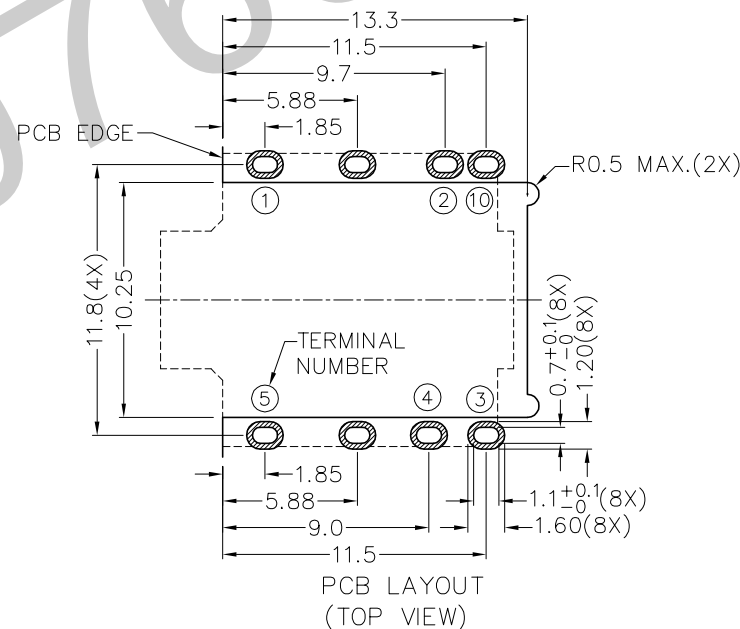 13.3
11.5
9.7
5.88
1.85
PCB EDGE
R0.5 MAX.(2X)
1
2
10
11.8(4X)
10.25
TERMINAL
NUMBER
0.7+0.1-0(8X)
1.20(8X)
5
4
3
1.85
5.88
9.0
11.5
1.1+0.1-0(8X)
1.60(8X)
PCB LAYOUT
(TOP VIEW)